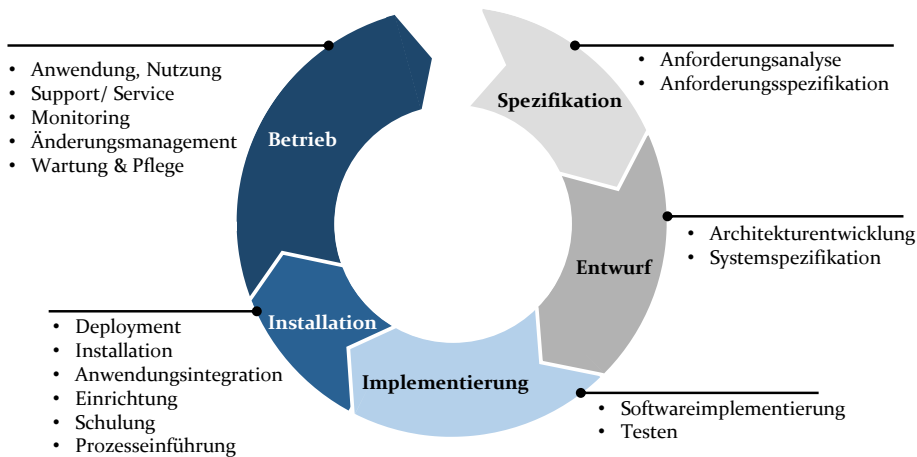 Spezifikation
• Anforderungsanalyse
• Anforderungsspezifikation
Entwurf
• Architekturentwicklung
• Systemspezifikation
Implementierung
• Softwareimplementierung
• Testen
Installation
• Deployment
• Installation
• Anwendungsintegration
• Einrichtung
• Schulung
• Prozesseinführung
Betrieb
• Anwendung, Nutzung
• Support/ Service
• Monitoring
• Änderungsmanagement
• Wartung & Pflege